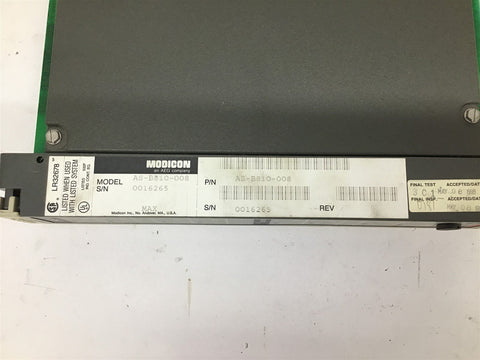 LR32678
LISTED WHEN USED
WITH LISTED SYSTEM
MODICON
an AEG company
MODEL AS-B810-008
S/N 0016265
MAX
Modicon Inc., No. Andover, MA., U.S.A.
P/N AS-B810-008
S/N 0016265 REV
FINAL TEST ACCEPTED/DATE
FINAL INSP. ACCEPTED/DATE